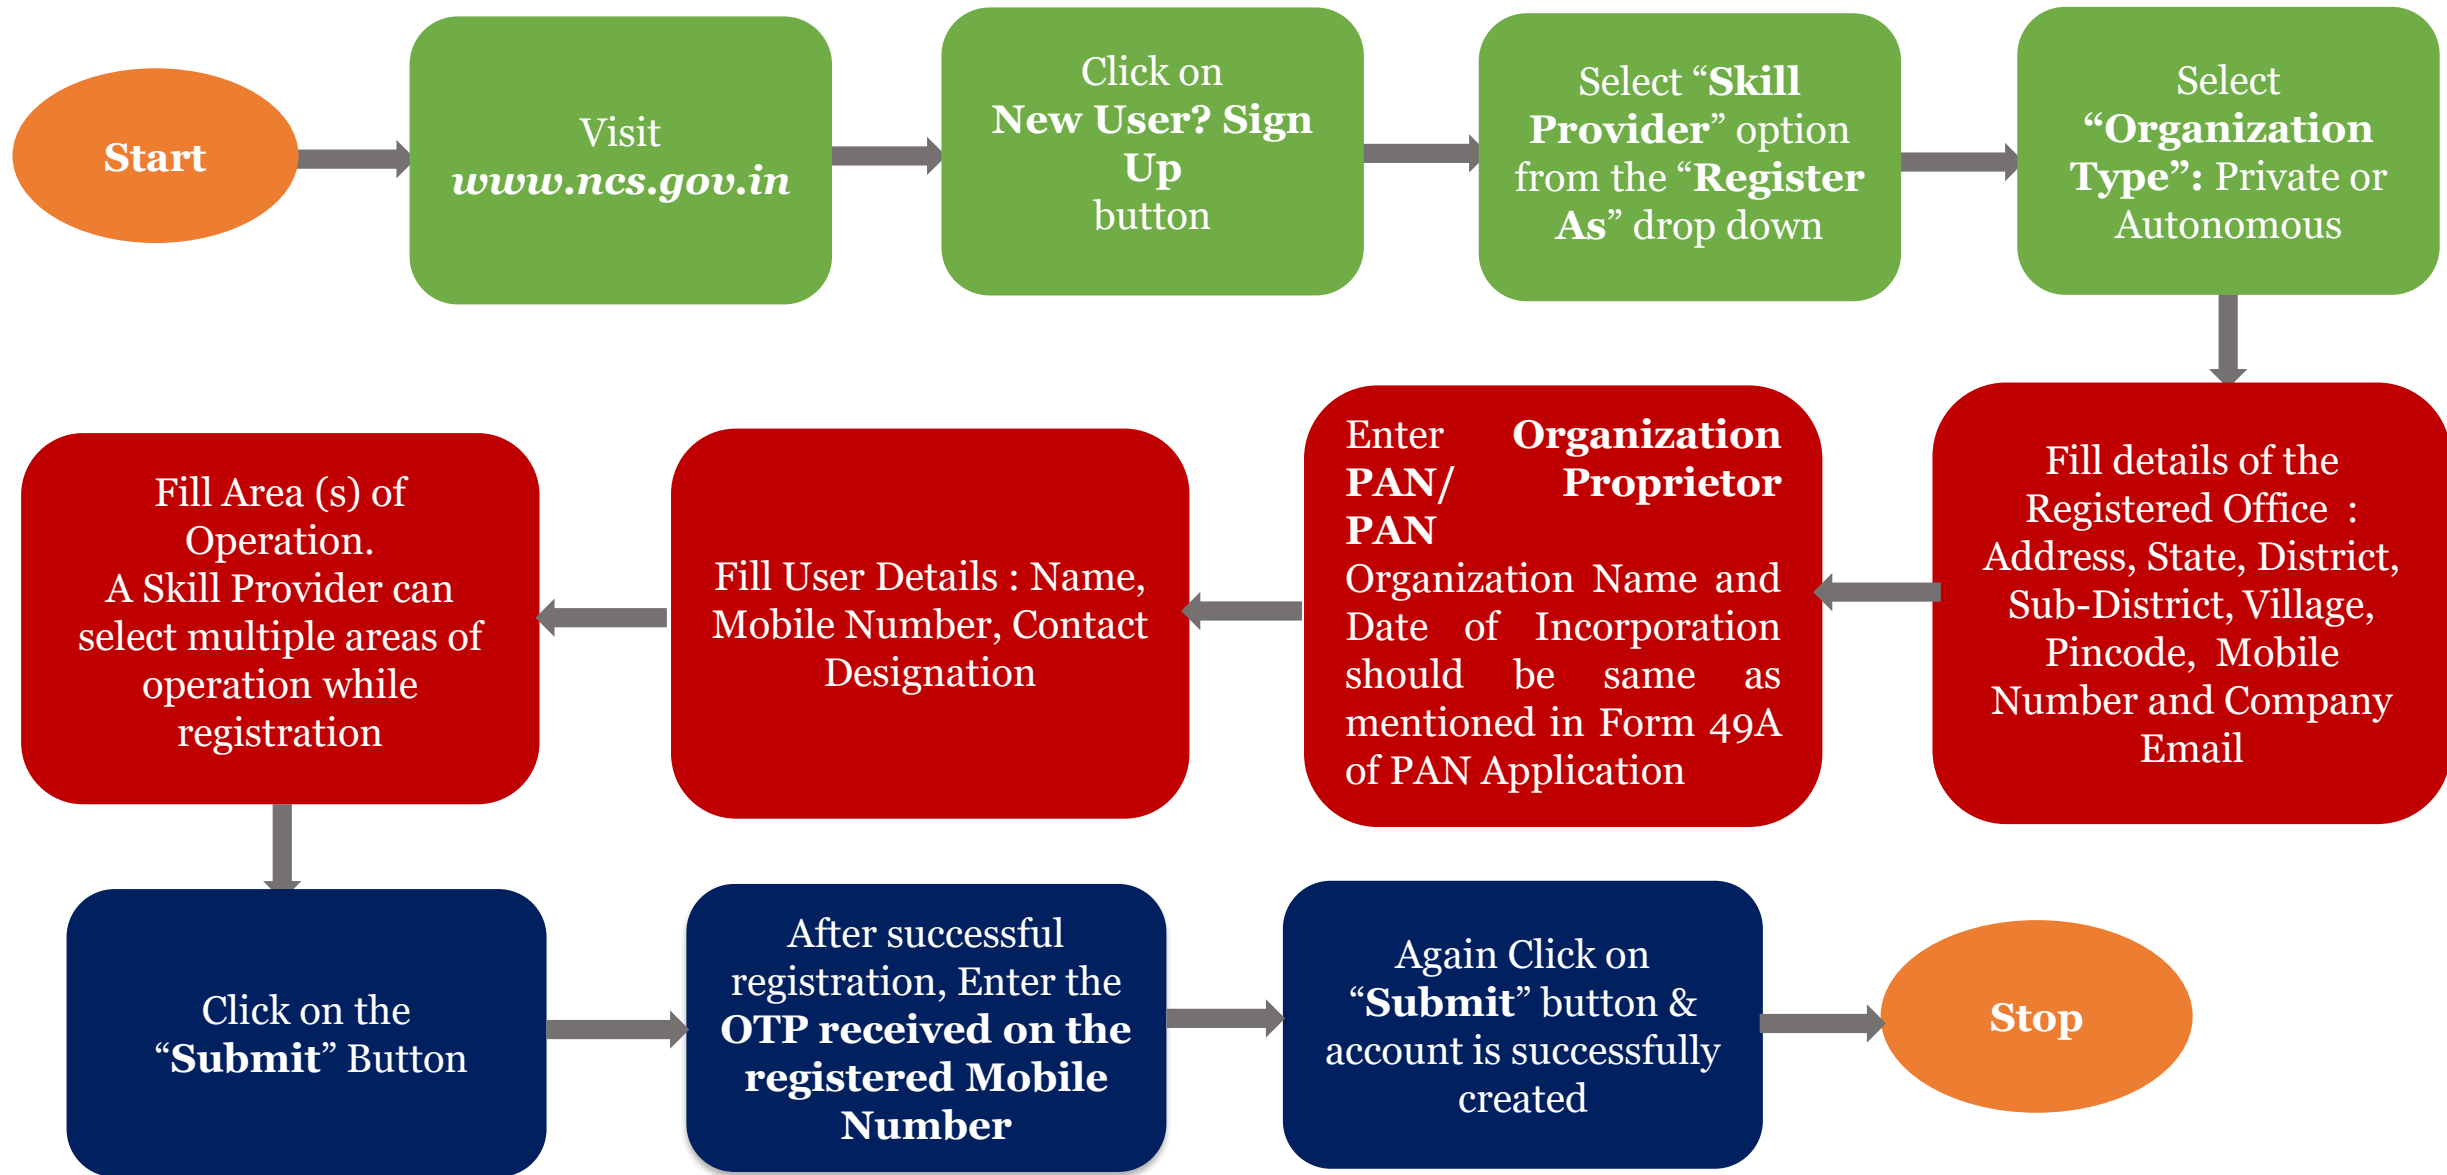 Start
Visit
www.ncs.gov.in
Click on
New User? Sign
Up
button
Select “Skill
Provider” option
from the “Register
As” drop down
Select
“Organization
Type”: Private or
Autonomous
Fill details of the
Registered Office :
Address, State, District,
Sub-District, Village,
Pincode, Mobile
Number and Company
Email
Enter Organization
PAN/ Proprietor
PAN
Organization Name and
Date of Incorporation
should be same as
mentioned in Form 49A
of PAN Application
Fill User Details : Name,
Mobile Number, Contact
Designation
Fill Area (s) of
Operation.
A Skill Provider can
select multiple areas of
operation while
registration
Click on the
“Submit” Button
After successful
registration, Enter the
OTP received on the
registered Mobile
Number
Again Click on
“Submit” button &
account is successfully
created
Stop